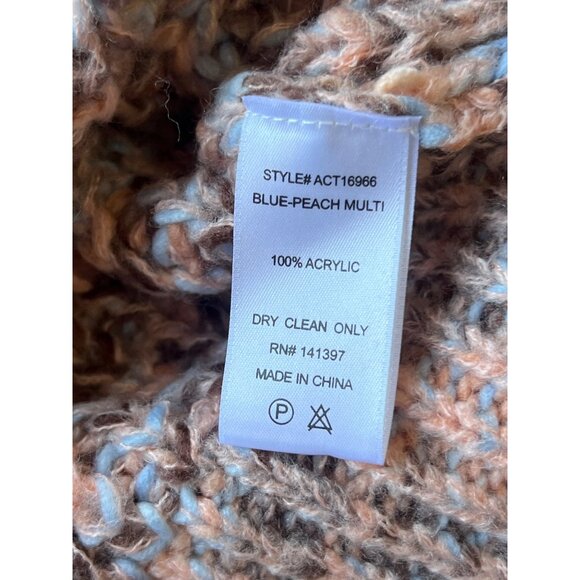 STYLE# ACT16966
BLUE-PEACH MULTI
100% ACRYLIC
DRY CLEAN ONLY
RN# 141397
MADE IN CHINA
P